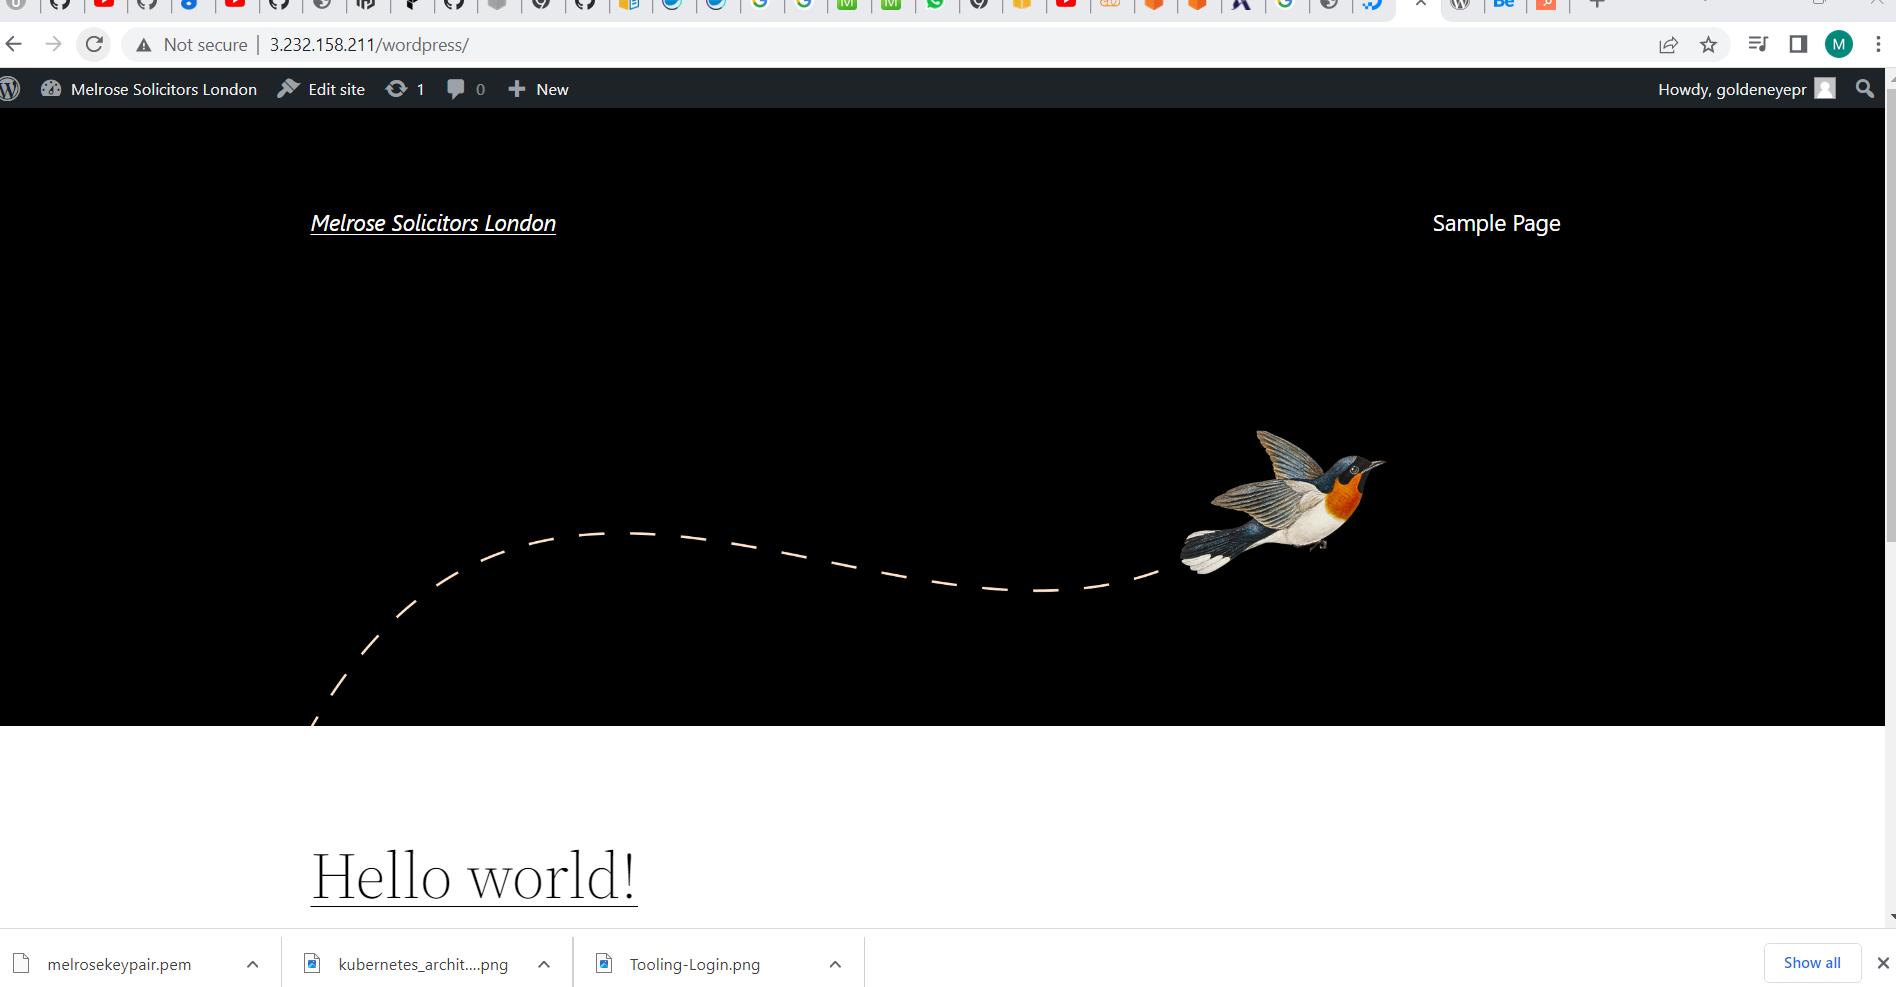 Not secure | 3.232.158.211/wordpress/
M
Melrose Solicitors London Edit site 1 0 New Howdy, goldeneyepr
Melrose Solicitors London Sample Page
Hello world!
melrosekeypair.pem kubernetes_archit....png Tooling-Login.png Show all